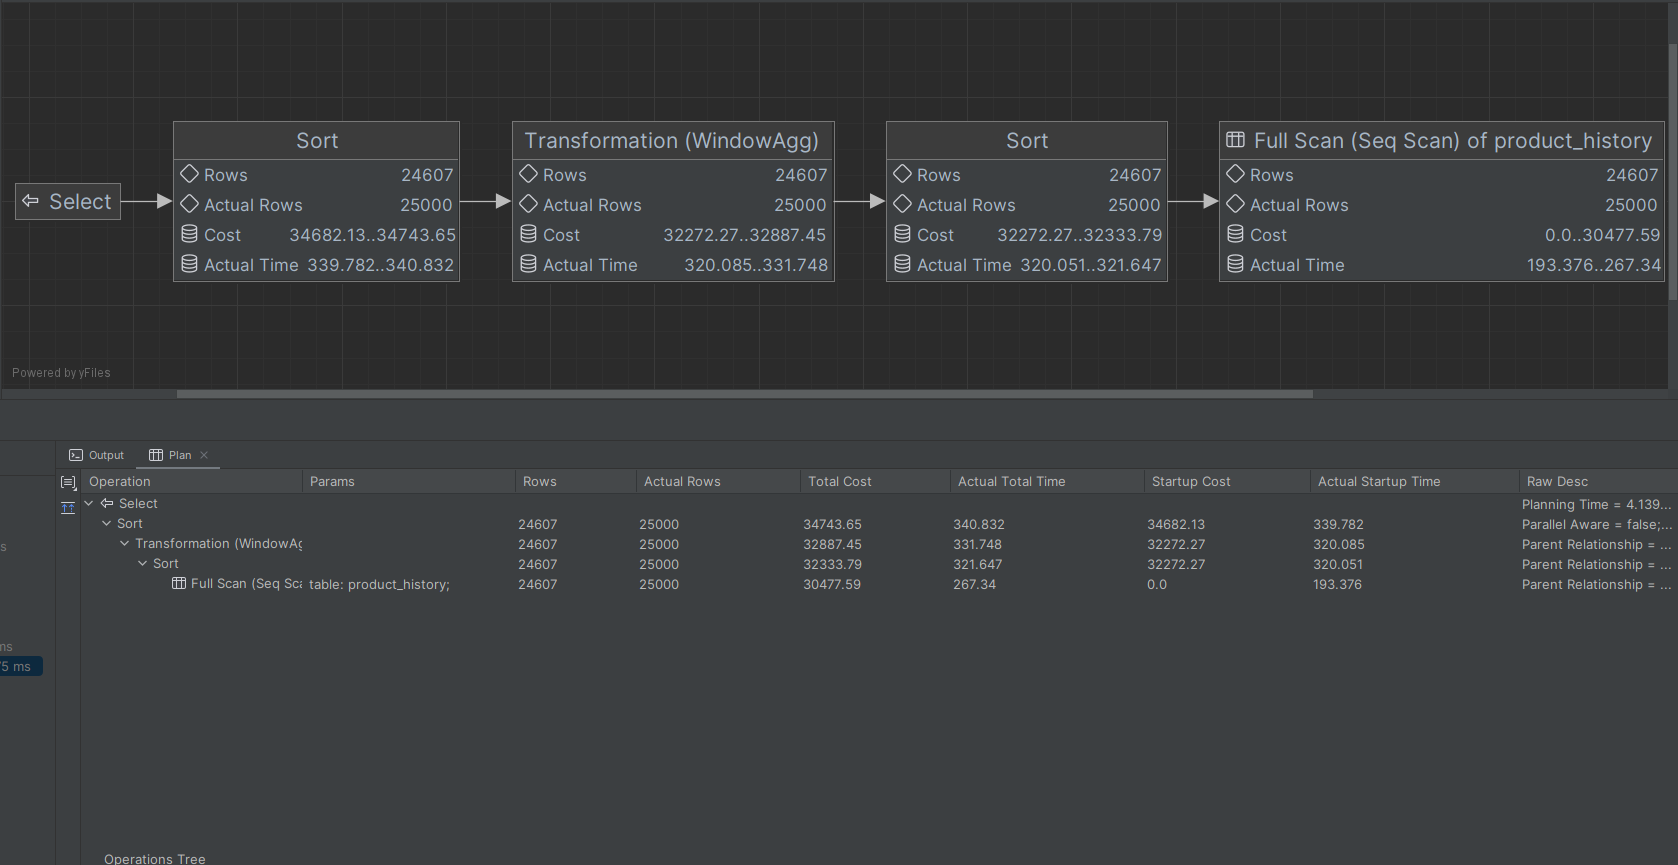 Select
Sort
Rows 24607
Actual Rows 25000
Cost 34682.13..34743.65
Actual Time 339.782..340.832
Transformation (WindowAgg)
Rows 24607
Actual Rows 25000
Cost 32272.27..32887.45
Actual Time 320.085..331.748
Sort
Rows 24607
Actual Rows 25000
Cost 32272.27..32333.79
Actual Time 320.051..321.647
Full Scan (Seq Scan) of product_history
Rows 24607
Actual Rows 25000
Cost 0.0..30477.59
Actual Time 193.376..267.34
Powered by yFiles
Output Plan
Operation Params Rows Actual Rows Total Cost Actual Total Time Startup Cost Actual Startup Time Raw Desc
Select Planning Time = 4.139...
Sort 24607 25000 34743.65 340.832 34682.13 339.782 Parallel Aware = false;...
Transformation (WindowAg 24607 25000 32887.45 331.748 32272.27 320.085 Parent Relationship = ...
Sort 24607 25000 32333.79 321.647 32272.27 320.051 Parent Relationship = ...
Full Scan (Seq Sca table: product_history; 24607 25000 30477.59 267.34 0.0 193.376 Parent Relationship = ...
s
ms
5 ms
Operations Tree